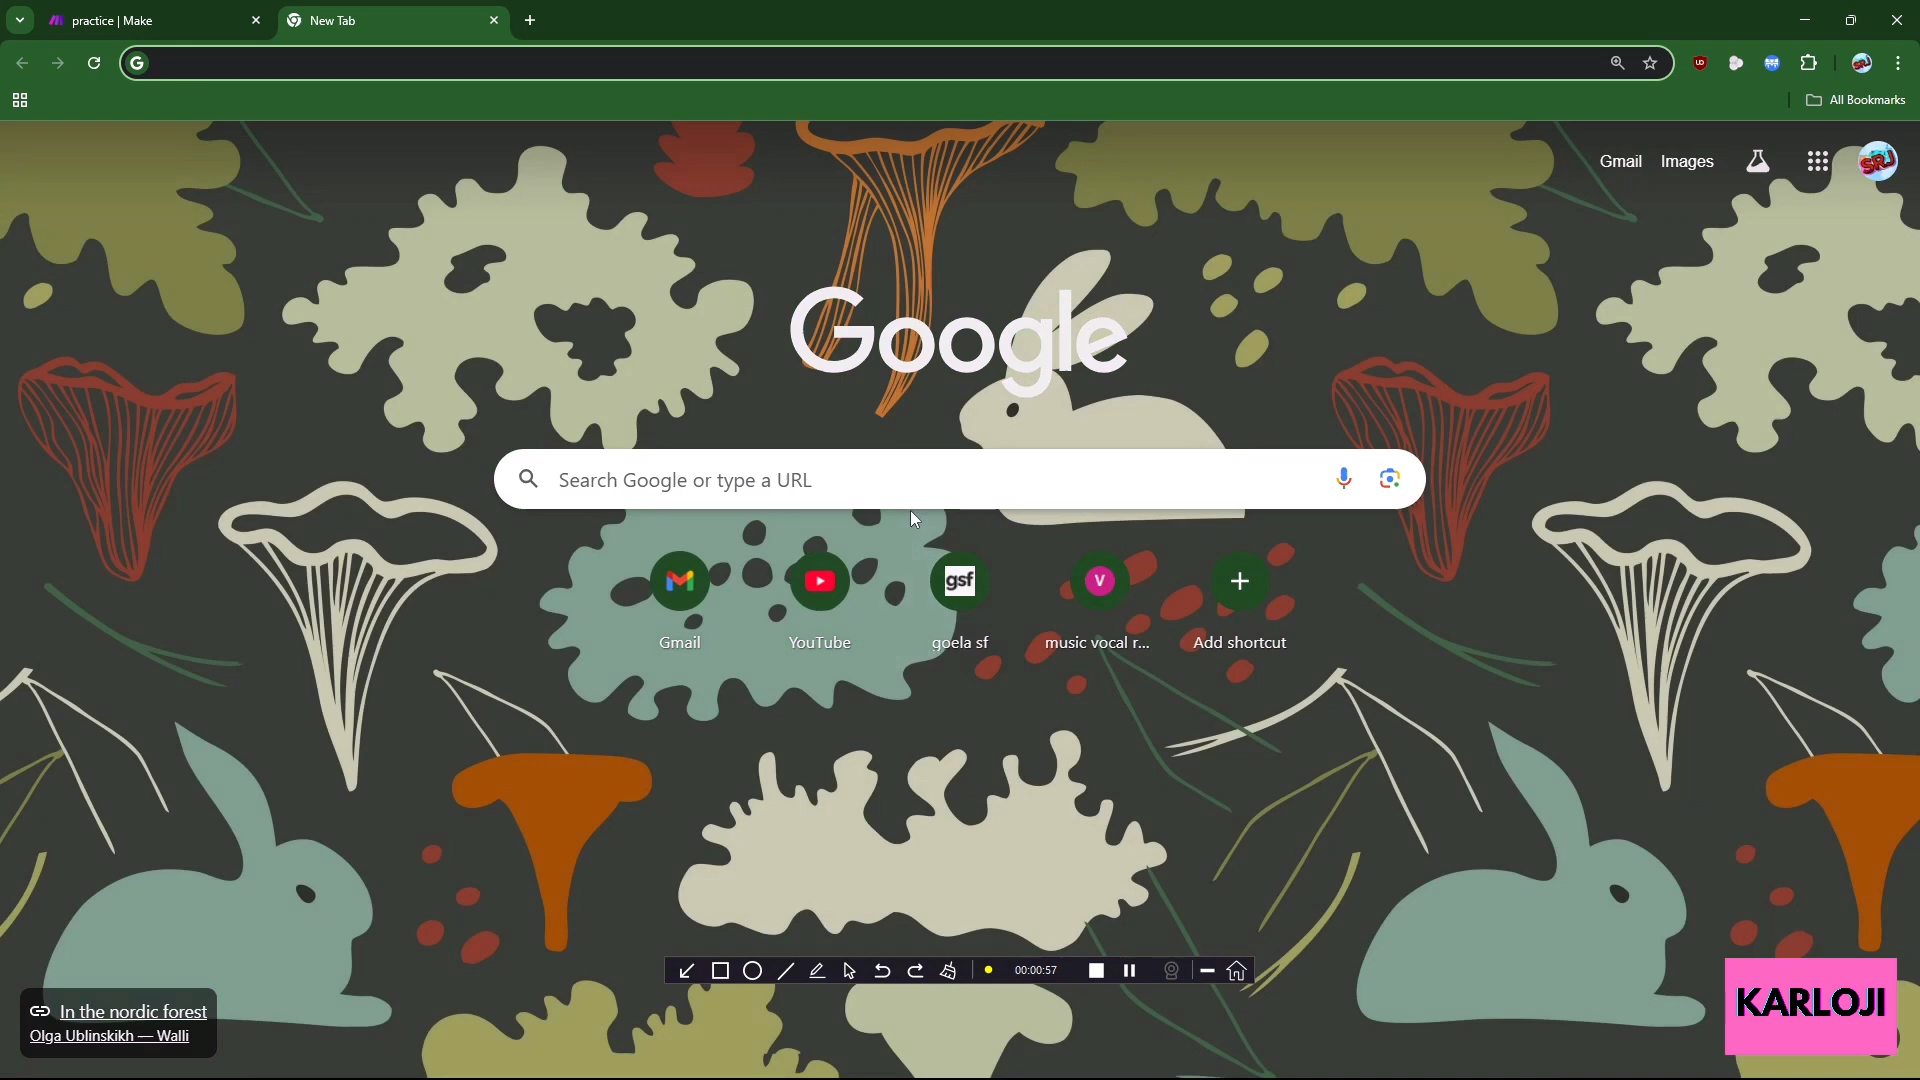 practice | Make
New Tab
All Bookmarks
Gmail
Images
SRJ
Google
Search Google or type a URL
gsf
V
Gmail
YouTube
goela sf
music vocal r...
Add shortcut
00:00:57
In the nordic forest
Olga Ublinskikh — Walli
KARLOJI